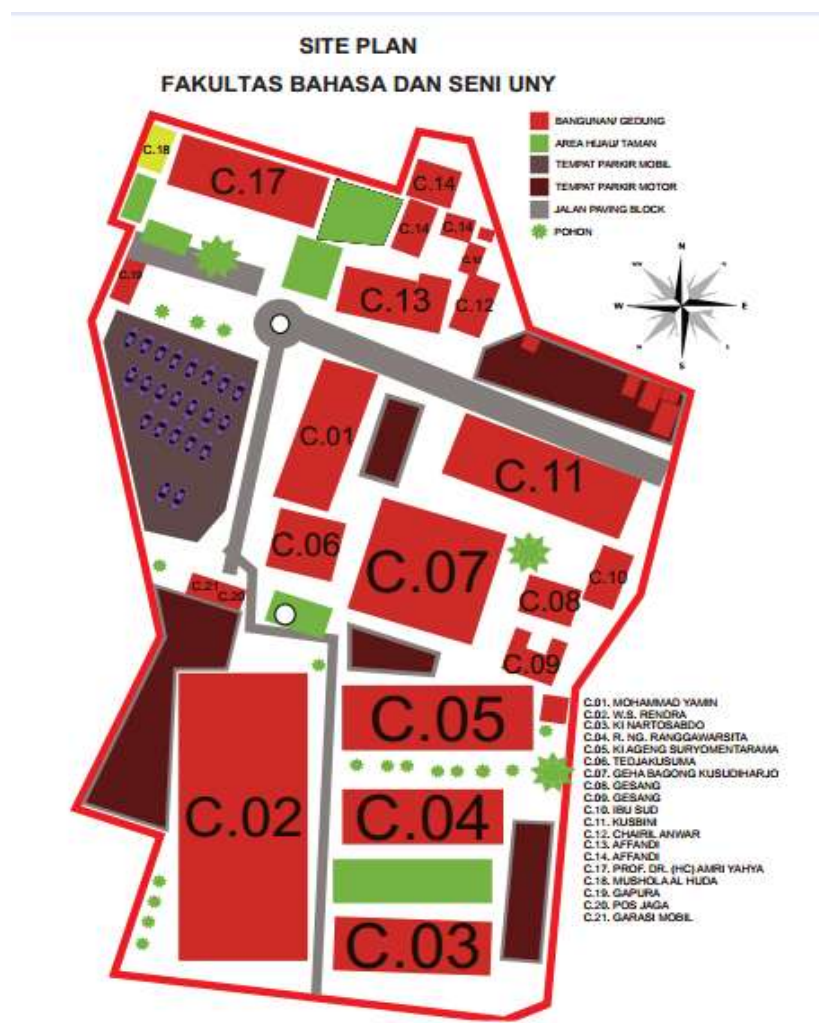 SITE PLAN
FAKULTAS BAHASA DAN SENI UNY
BANGUNAN/ GEDUNG
AREA HIJAU/ TAMAN
TEMPAT PARKIR MOBIL
TEMPAT PARKIR MOTOR
JALAN PAVING BLOCK
POHON
N
W
E
S
C.18
C.17
C.14
C.14
C.14
C.19
C.13
C.12
C.01
C.11
C.06
C.07
C.10
C.08
C.21
C.20
C.09
C.05
C.02
C.04
C.03
C.01. MOHAMMAD YAMIN
C.02. W.S. RENDRA
C.03. KI NARTOSABDO
C.04. R. NG. RANGGAWARSITA
C.05. KI AGENG SURYOMENTARAMA
C.06. TEDJAKUSUMA
C.07. GEHA BAGONG KUSUDIHARJO
C.08. GESANG
C.09. GESANG
C.10. IBU SUD
C.11. KUSBINI
C.12. CHAIRIL ANWAR
C.13. AFFANDI
C.14. AFFANDI
C.17. PROF. DR. (HC) AMRI YAHYA
C.18. MUSHOLA AL HUDA
C.19. GAPURA
C.20. POS JAGA
C.21. GARASI MOBIL